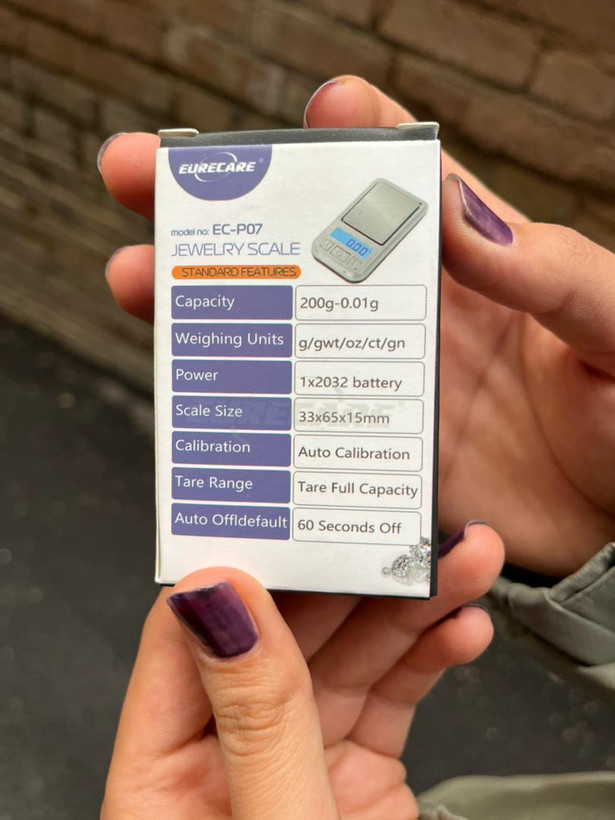 EURECARE®
model no: EC-P07
JEWELRY SCALE
STANDARD FEATURES
0.00
Capacity 200g-0.01g
Weighing Units g/gwt/oz/ct/gn
Power 1x2032 battery
Scale Size 33x65x15mm
Calibration Auto Calibration
Tare Range Tare Full Capacity
Auto Offldefault 60 Seconds Off